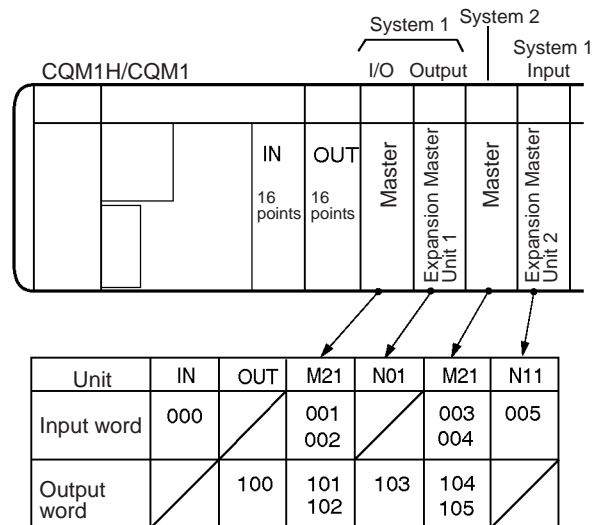 System 1
System 2
System 1
CQM1H/CQM1
I/O Output
Input
IN
OUT
16
points
16
points
Master
Expansion Master
Unit 1
Master
Expansion Master
Unit 2
Unit IN OUT M21 N01 M21 N11
Input word 000 001 003 005
002 004
Output 100 101 103 104
word 102 105